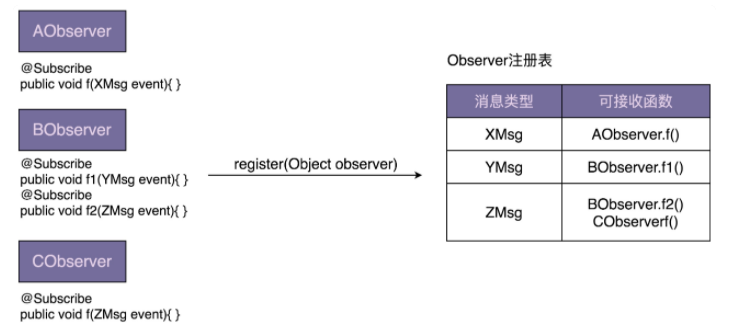 AObserver
@Subscribe
public void f(XMsg event){ }
BObserver
@Subscribe
public void f1(YMsg event){ }
@Subscribe
public void f2(ZMsg event){ }
CObserver
@Subscribe
public void f(ZMsg event){ }
register(Object observer)
Observer注册表
消息类型 可接收函数
XMsg AObserver.f()
YMsg BObserver.f1()
ZMsg BObserver.f2()
CObserverf()